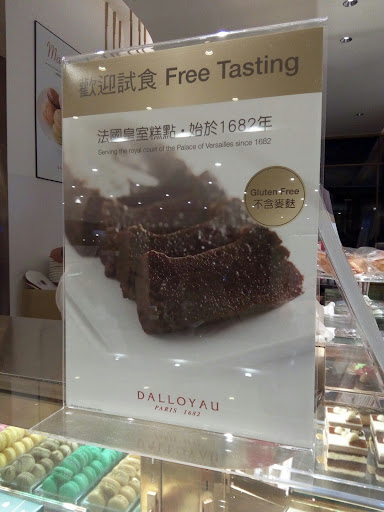 Ma
歡迎試食 Free Tasting
法國皇室糕點・始於1682年
Serving the royal court of the Palace of Versailles since 1682
Gluten Free
不含麥麩
DALLOYAU
PARIS 1682